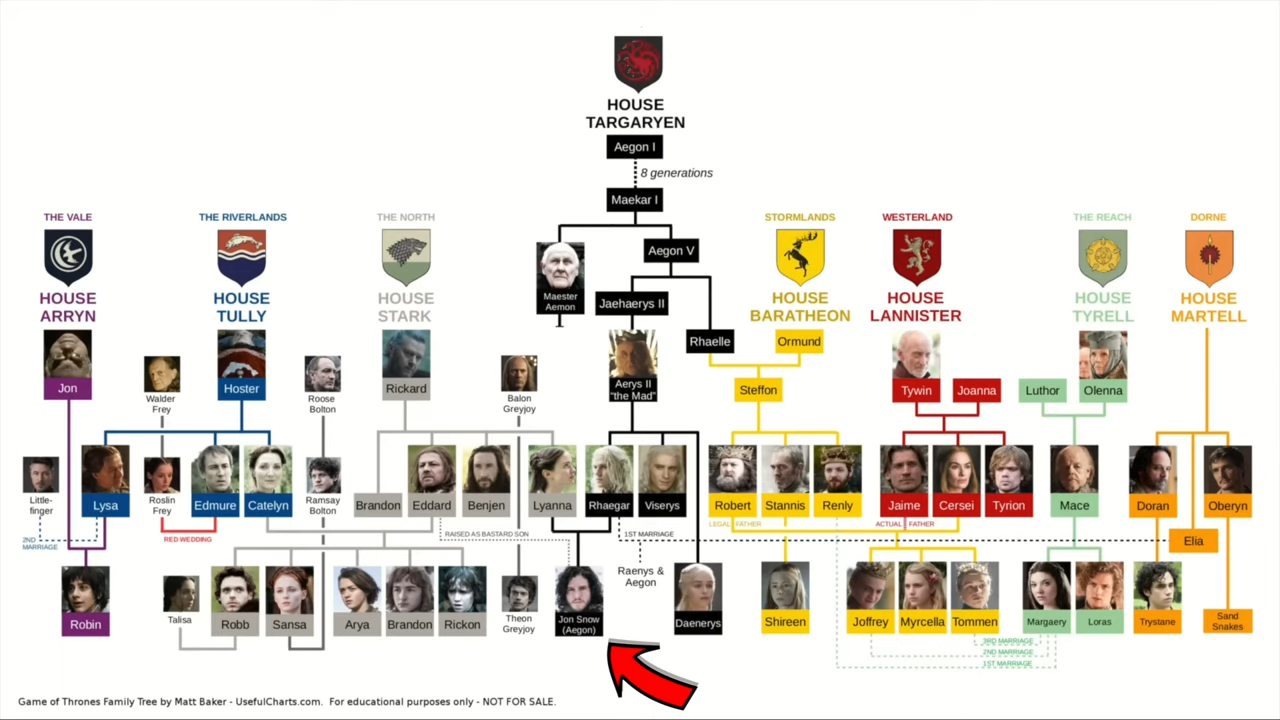 HOUSE
TARGARYEN
Aegon I
8 generations
Maekar I
THE VALE
THE RIVERLANDS
THE NORTH
STORMLANDS
WESTERLAND
THE REACH
DORNE
Aegon V
Maester
Aemon
Jaehaerys II
HOUSE
ARRYN
HOUSE
TULLY
HOUSE
STARK
HOUSE
BARATHEON
HOUSE
LANNISTER
HOUSE
TYRELL
HOUSE
MARTELL
Rhaelle
Ormund
Jon
Walder
Frey
Hoster
Roose
Bolton
Rickard
Balon
Greyjoy
Aerys II
"the Mad"
Steffon
Tywin
Joanna
Luthor
Olenna
Little-
finger
Lysa
Roslin
Frey
Edmure
Catelyn
Ramsay
Bolton
Brandon
Eddard
Benjen
Lyanna
Rhaegar
Viserys
Robert
Stannis
Renly
Jaime
Cersei
Tyrion
Mace
Doran
Oberyn
LEGAL FATHER
ACTUAL FATHER
2ND
MARRIAGE
RED WEDDING
RAISED AS BASTARD SON
1ST MARRIAGE
Elia
Raenys &
Aegon
Robin
Talisa
Robb
Sansa
Arya
Brandon
Rickon
Theon
Greyjoy
Jon Snow
(Aegon)
Daenerys
Shireen
Joffrey
Myrcella
Tommen
Margaery
Loras
Trystane
Sand
Snakes
3RD MARRIAGE
2ND MARRIAGE
1ST MARRIAGE
Game of Thrones Family Tree by Matt Baker - UsefulCharts.com. For educational purposes only - NOT FOR SALE.